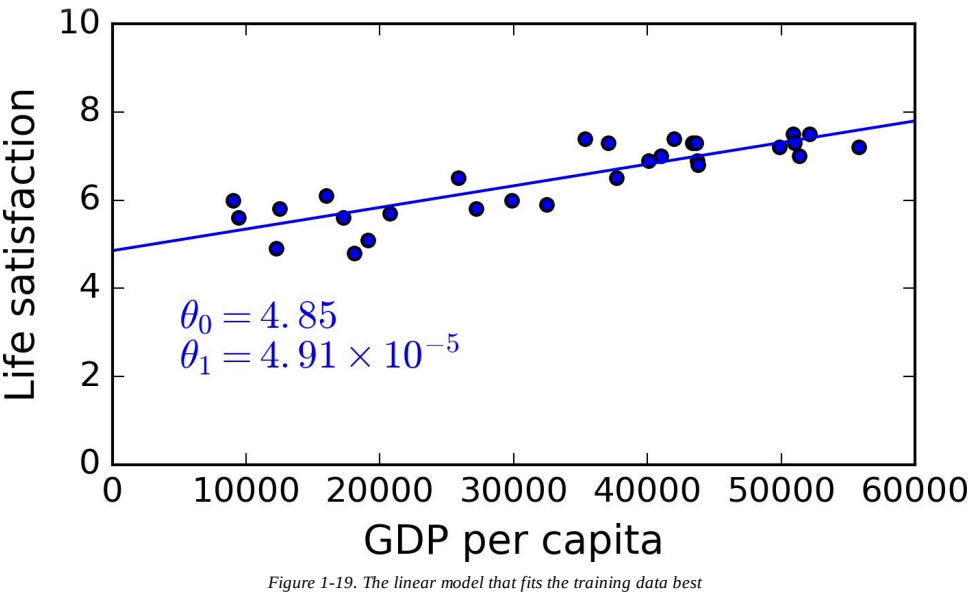 10
8
6
4
2
0
Life satisfaction
θ₀ = 4.85
θ₁ = 4.91 × 10⁻⁵
0 10000 20000 30000 40000 50000 60000
GDP per capita
Figure 1-19. The linear model that fits the training data best